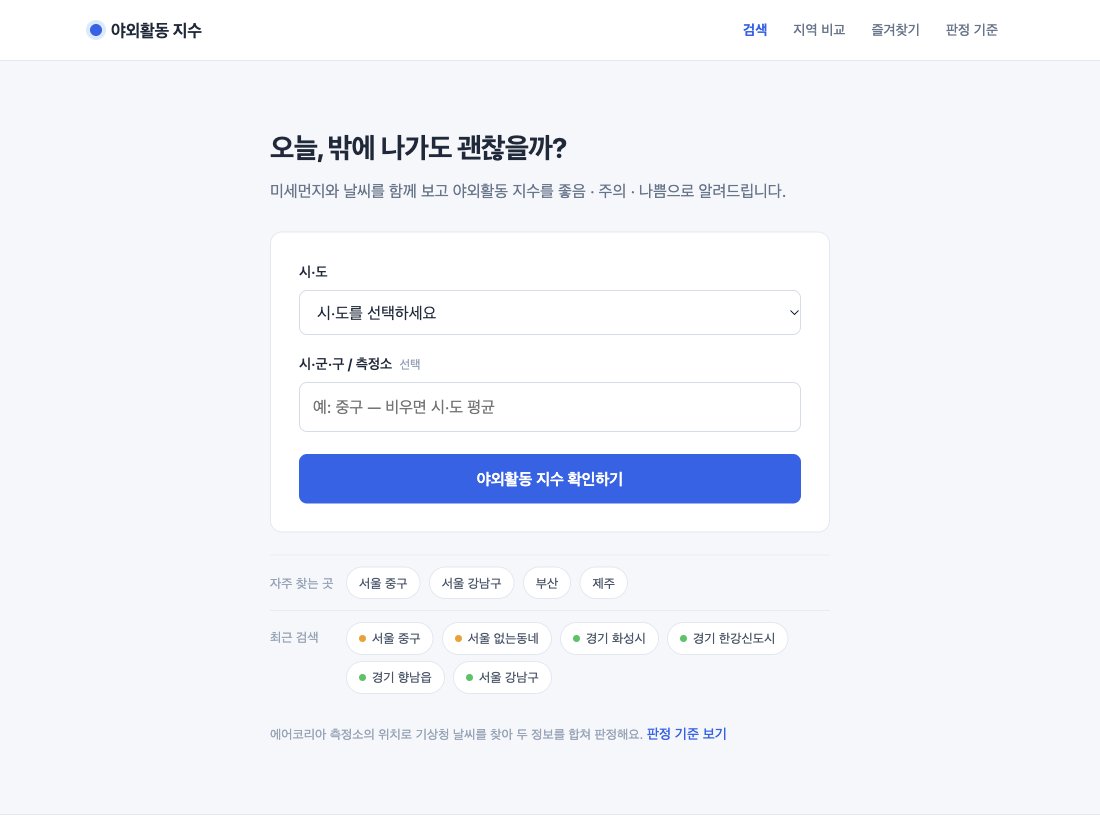 야외활동 지수
검색 지역 비교 즐겨찾기 판정 기준
오늘, 밖에 나가도 괜찮을까?
미세먼지와 날씨를 함께 보고 야외활동 지수를 좋음 · 주의 · 나쁨으로 알려드립니다.
시·도
시·도를 선택하세요
시·군·구 / 측정소 선택
예: 중구 — 비우면 시·도 평균
야외활동 지수 확인하기
자주 찾는 곳 서울 중구 서울 강남구 부산 제주
최근 검색 서울 중구 서울 없는동네 경기 화성시 경기 한강신도시
경기 향남읍 서울 강남구
에어코리아 측정소의 위치로 기상청 날씨를 찾아 두 정보를 합쳐 판정해요. 판정 기준 보기